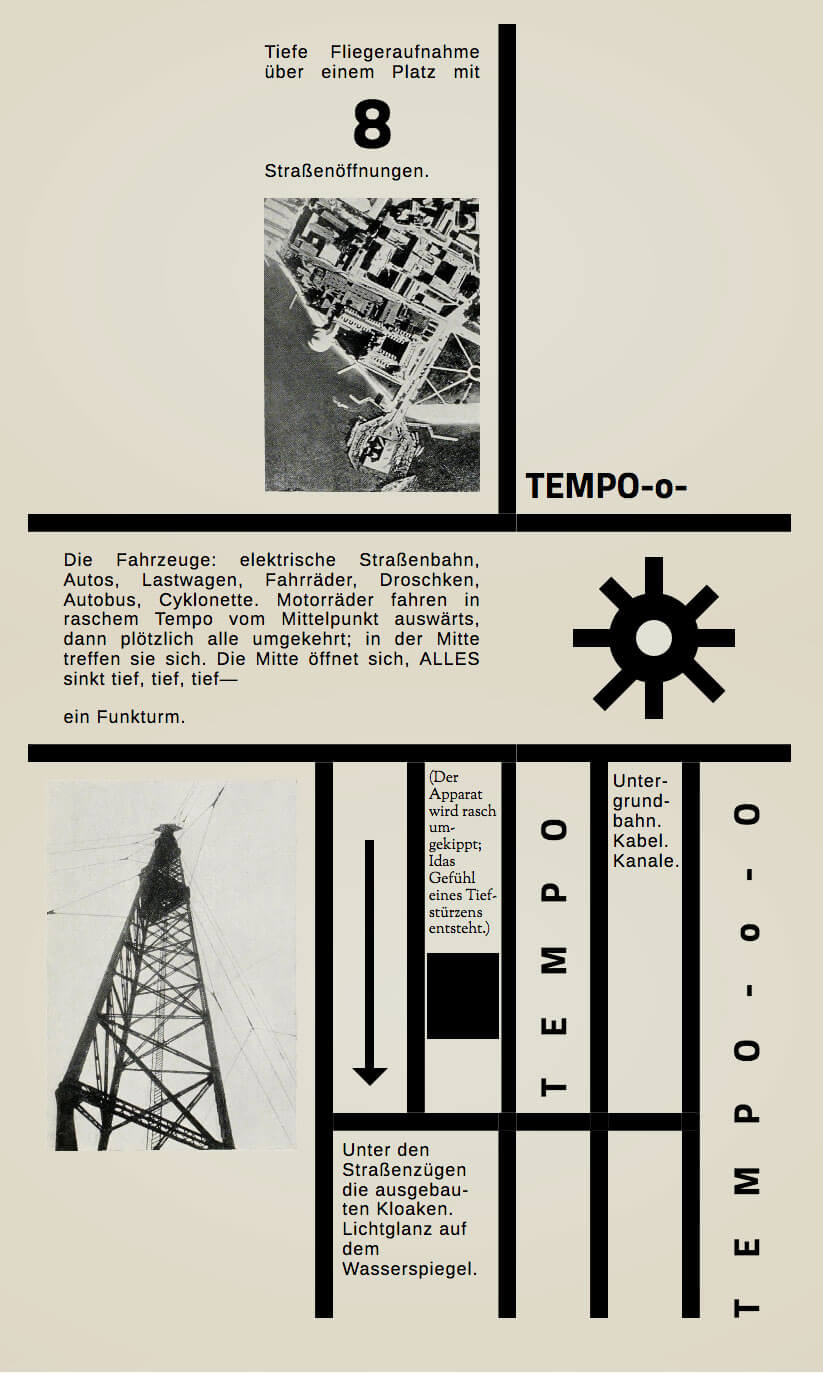 Tiefe Fliegeraufnahme
über einem Platz mit
8
Straßenöffnungen.
TEMPO-o-
Die Fahrzeuge: elektrische Straßenbahn,
Autos, Lastwagen, Fahrräder, Droschken,
Autobus, Cyklonette. Motorräder fahren in
raschem Tempo vom Mittelpunkt auswärts,
dann plötzlich alle umgekehrt; in der Mitte
treffen sie sich. Die Mitte öffnet sich, ALLES
sinkt tief, tief, tief—
ein Funkturm.
(Der
Apparat
wird rasch
um-
gekippt;
Idas
Gefühl
eines Tief-
stürzens
entsteht.)
TEMPO
Unter-
grund-
bahn.
Kabel.
Kanale.
TEMPO-o-O
Unter den
Straßenzügen
die ausgebau-
ten Kloaken.
Lichtglanz auf
dem
Wasserspiegel.